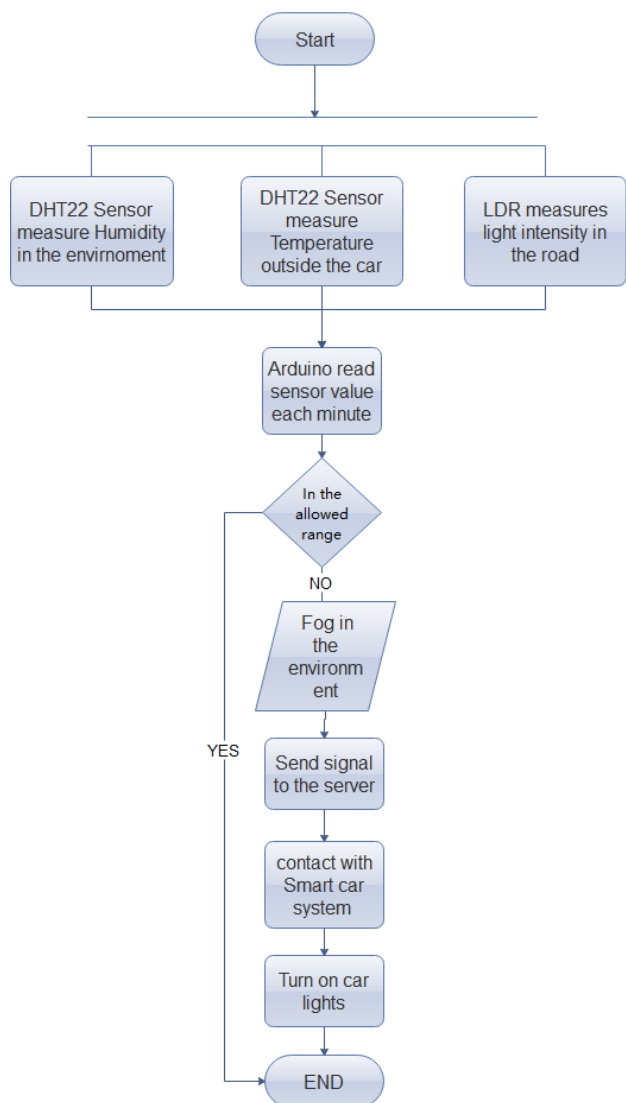 Start
DHT22 Sensor
measure Humidity
in the envirnoment
DHT22 Sensor
measure
Temperature
outside the car
LDR measures
light intensity in
the road
Arduino read
sensor value
each minute
In the
allowed
range
NO
Fog in
the
environm
ent
YES
Send signal
to the server
contact with
Smart car
system
Turn on car
lights
END